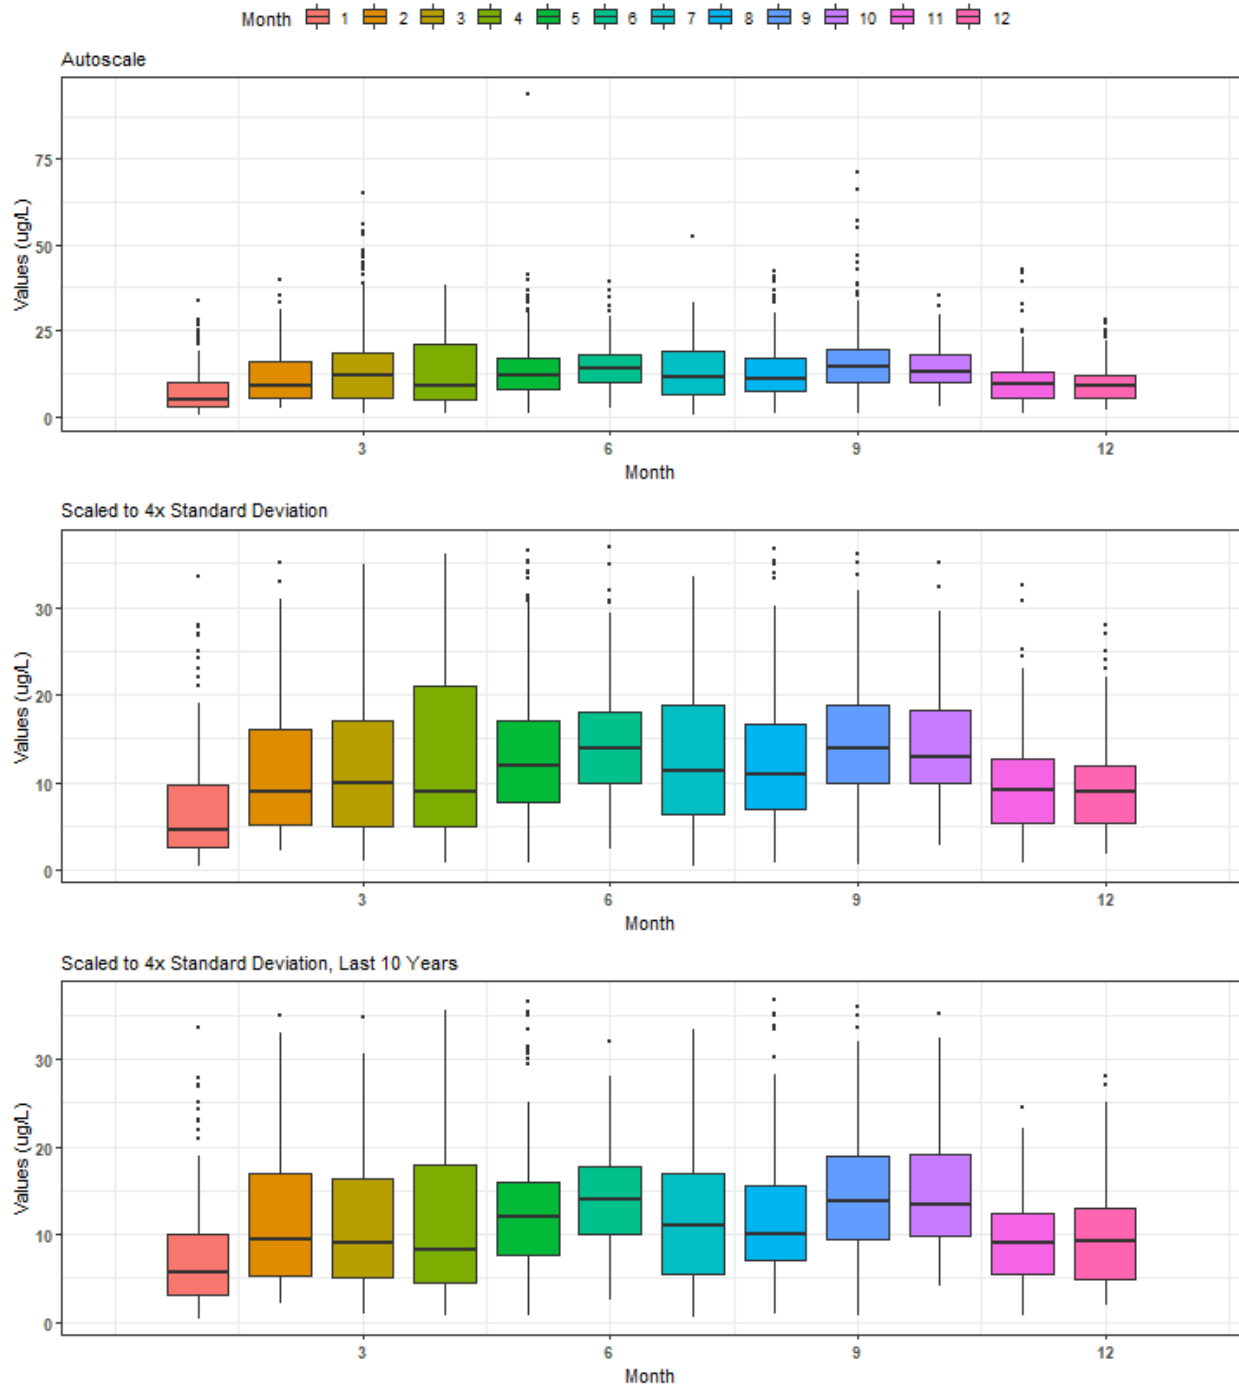 Month 1 2 3 4 5 6 7 8 9 10 11 12
Autoscale
Values (ug/L)
75
50
25
0
3 6 9 12
Month
Scaled to 4x Standard Deviation
Values (ug/L)
30
20
10
0
3 6 9 12
Month
Scaled to 4x Standard Deviation, Last 10 Years
Values (ug/L)
30
20
10
0
3 6 9 12
Month